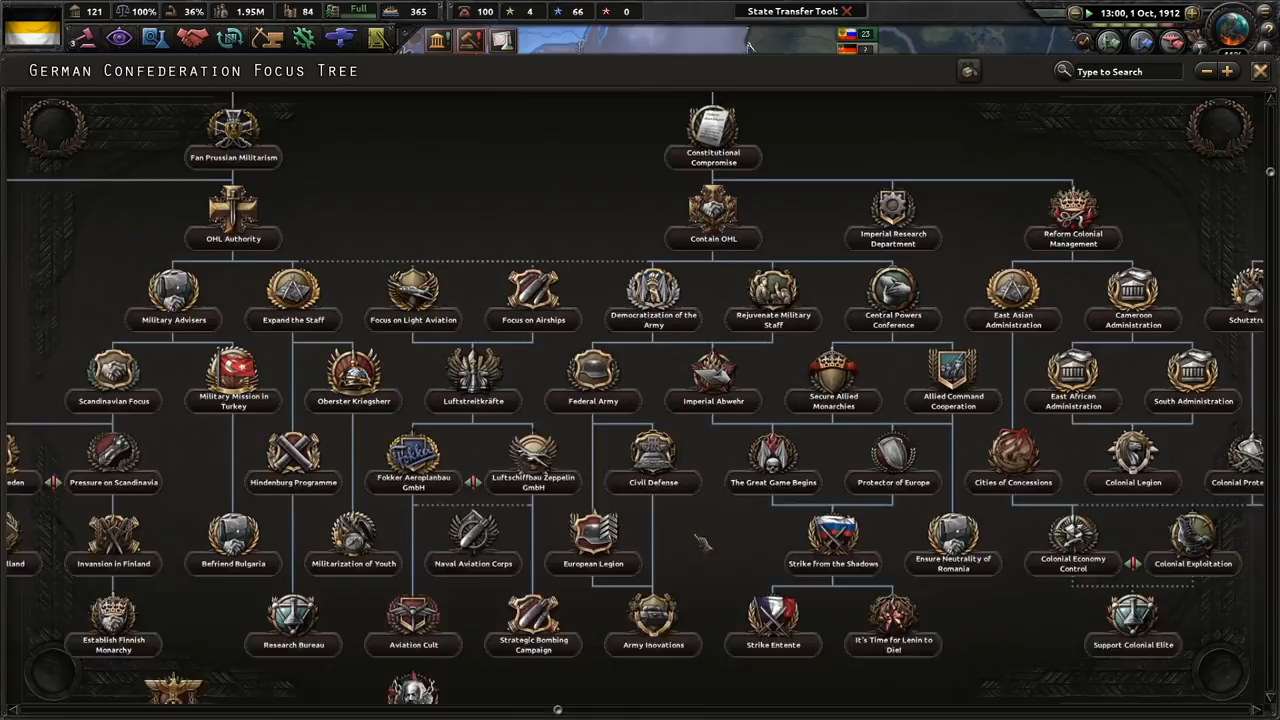 121
100%
36%
1.95M
84
Full
365
100
4
66
0
State Transfer Tool:
13:00, 1 Oct, 1912
3
23
?
German Confederation Focus Tree
Type to Search
Fan Prussian Militarism
Constitutional
Compromise
OHL Authority
Contain OHL
Imperial Research
Department
Reform Colonial
Management
Military Advisers
Expand the Staff
Focus on Light Aviation
Focus on Airships
Democratization of the
Army
Rejuvenate Military
Staff
Central Powers
Conference
East Asian
Administration
Cameroon
Administration
Schutztru
Scandinavian Focus
Military Mission in
Turkey
Oberster Kriegsherr
Luftstreitkräfte
Federal Army
Imperial Abwehr
Secure Allied
Monarchies
Allied Command
Cooperation
East African
Administration
South Administration
eden
Pressure on Scandinavia
Hindenburg Programme
Fokker
Fokker Aeroplanbau
GmbH
Luftschiffbau Zeppelin
GmbH
Civil Defense
The Great Game Begins
Protector of Europe
Cities of Concessions
Colonial Legion
Colonial Prote
lland
Invansion in Finland
Befriend Bulgaria
Militarization of Youth
Naval Aviation Corps
European Legion
Strike from the Shadows
Ensure Neutrality of
Romania
Colonial Economy
Control
Colonial Exploitation
Establish Finnish
Monarchy
Research Bureau
Aviation Cult
Strategic Bombing
Campaign
Army Inovations
Strike Entente
It's Time for Lenin to
Die!
Support Colonial Elite